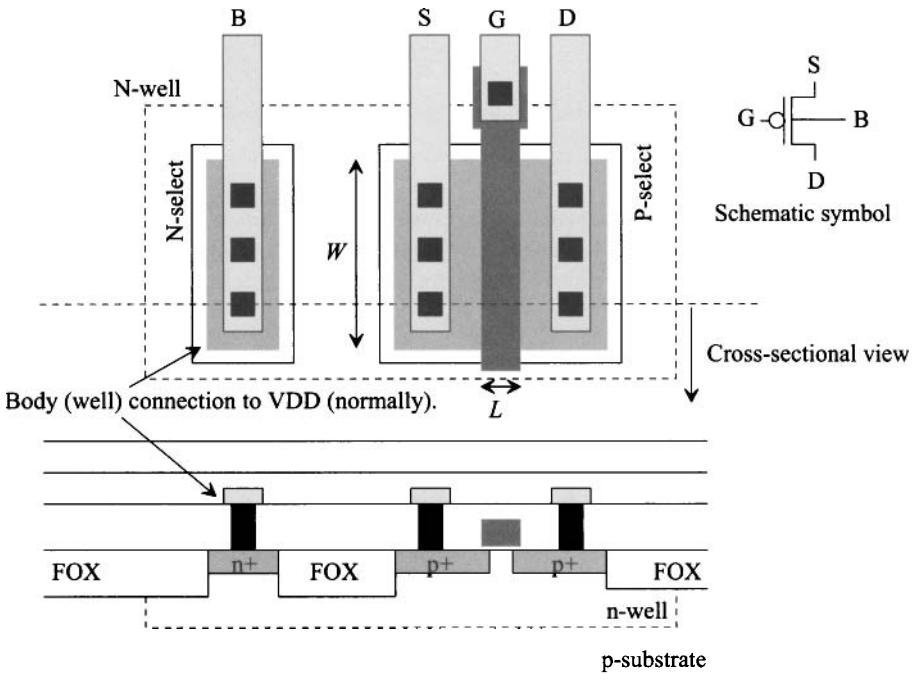 B
S
G
D
N-well
S
G
B
D
Schematic symbol
N-select
W
P-select
Cross-sectional view
L
Body (well) connection to VDD (normally).
n+
p+
p+
FOX
FOX
FOX
n-well
p-substrate